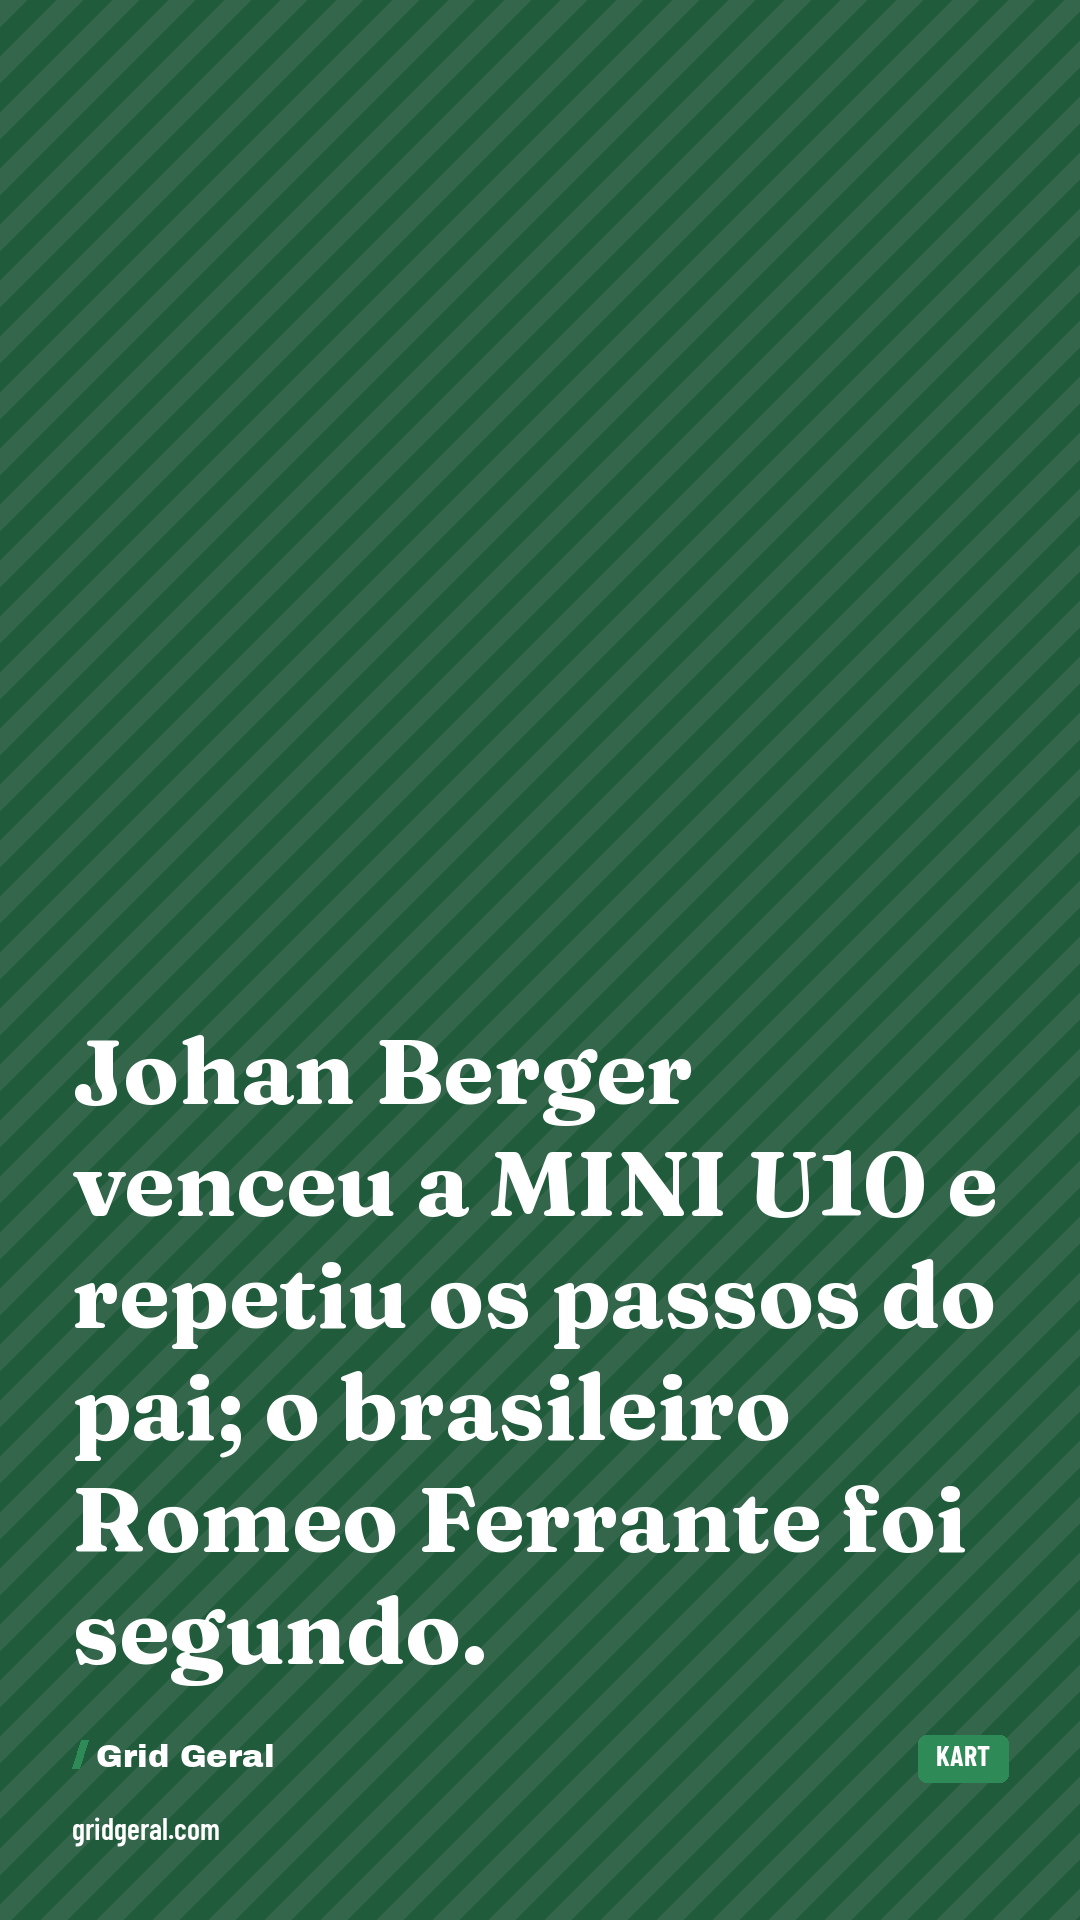 Johan Berger
venceu a MINI U10 e
repetiu os passos do
pai; o brasileiro
Romeo Ferrante foi
segundo.
/ Grid Geral
KART
gridgeral.com